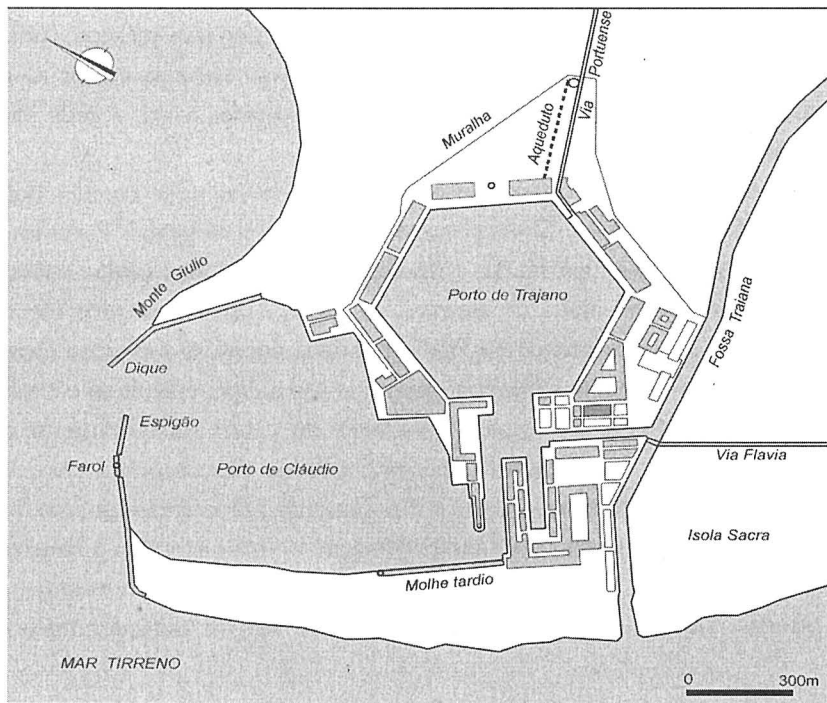 Portuense
Via
Aqueduto
Muralha
Monte Giulio
Porto de Trajano
Fossa Traiana
Dique
Espigão
Farol
Porto de Cláudio
Via Flavia
Isola Sacra
Molhe tardio
MAR TIRRENO
0 300m